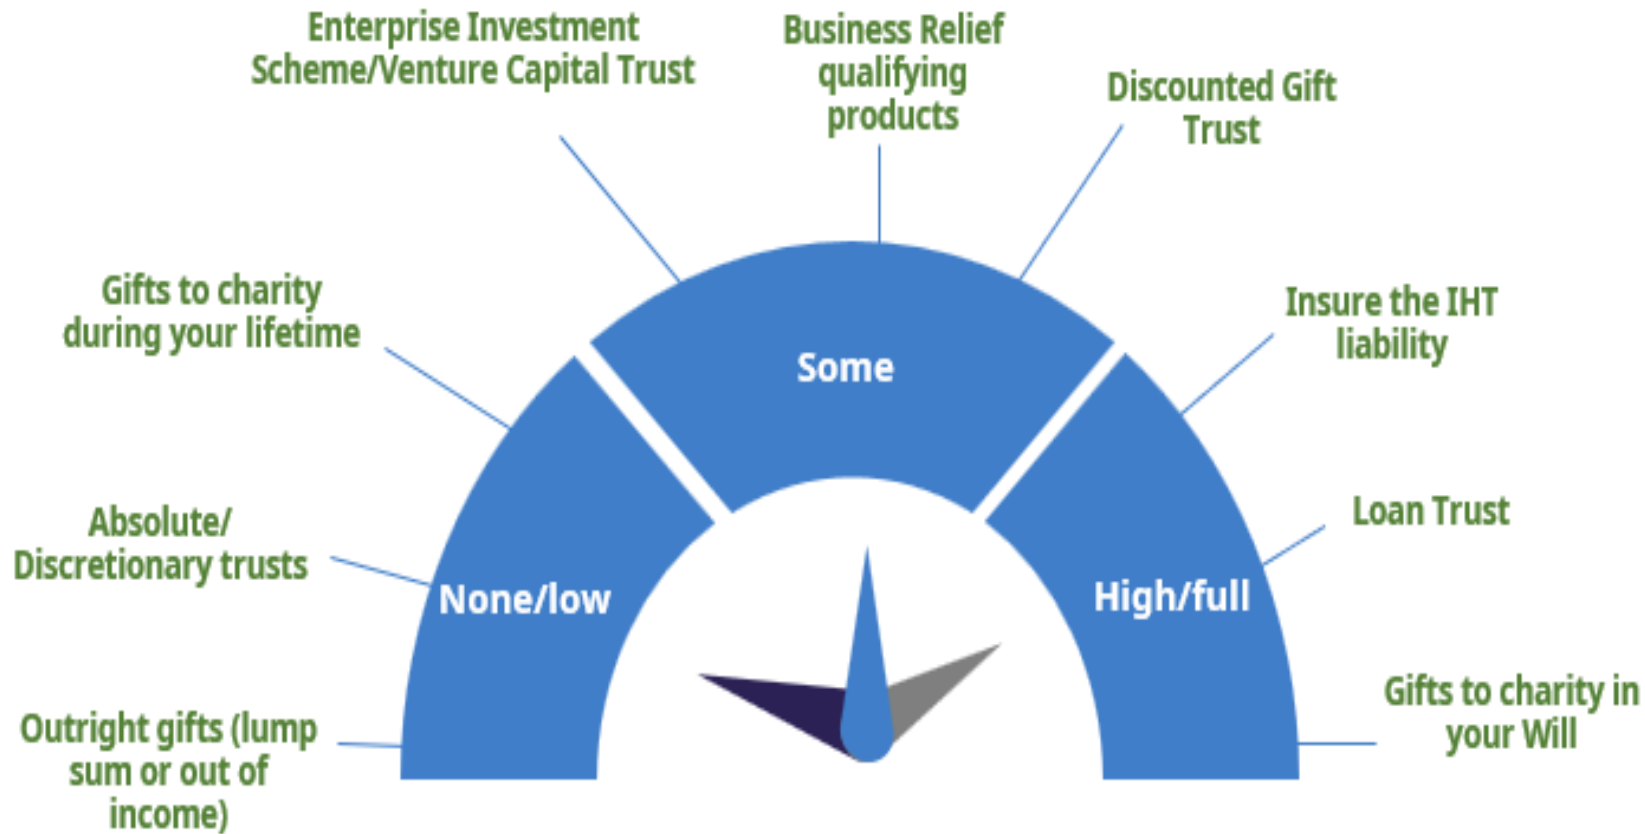 Enterprise Investment
Scheme/Venture Capital Trust
Business Relief
qualifying
products
Discounted Gift
Trust
Gifts to charity
during your lifetime
Insure the IHT
liability
Some
Absolute/
Discretionary trusts
Loan Trust
None/low
High/full
Outright gifts (lump
sum or out of
income)
Gifts to charity in
your Will